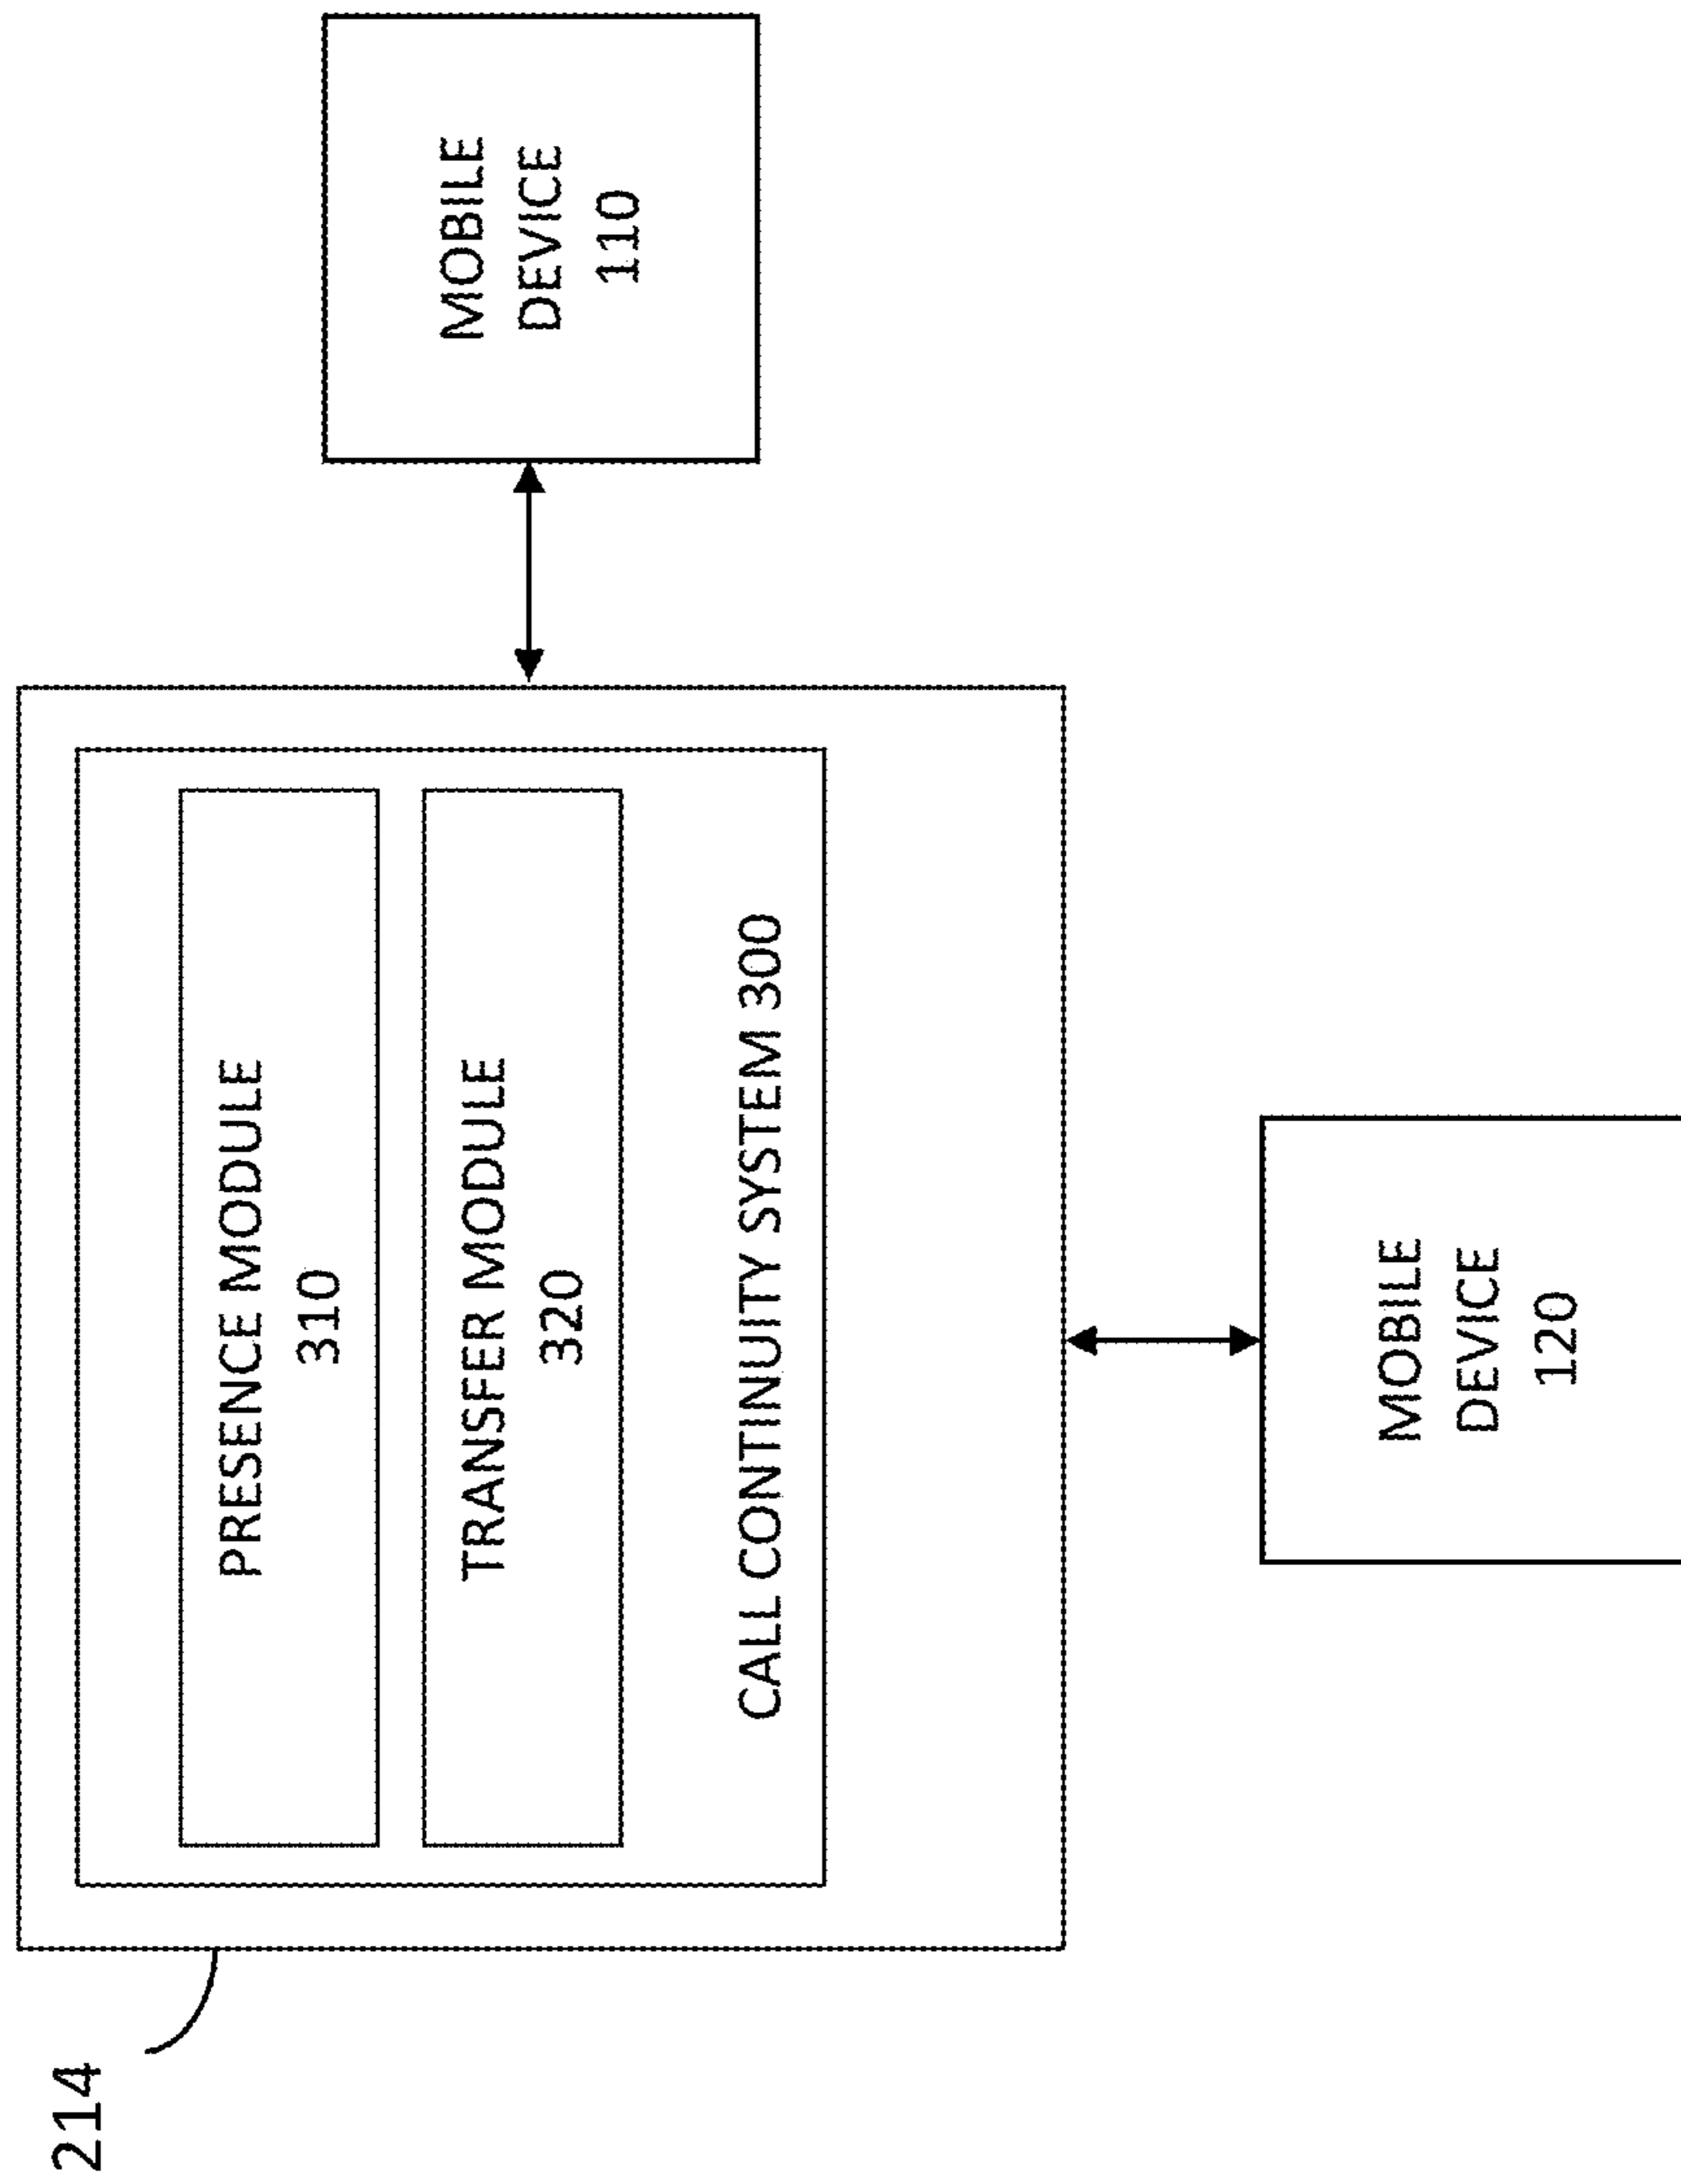 214
PRESENCE MODULE
310
TRANSFER MODULE
320
CALL CONTINUITY SYSTEM 300
MOBILE
DEVICE
110
MOBILE
DEVICE
120